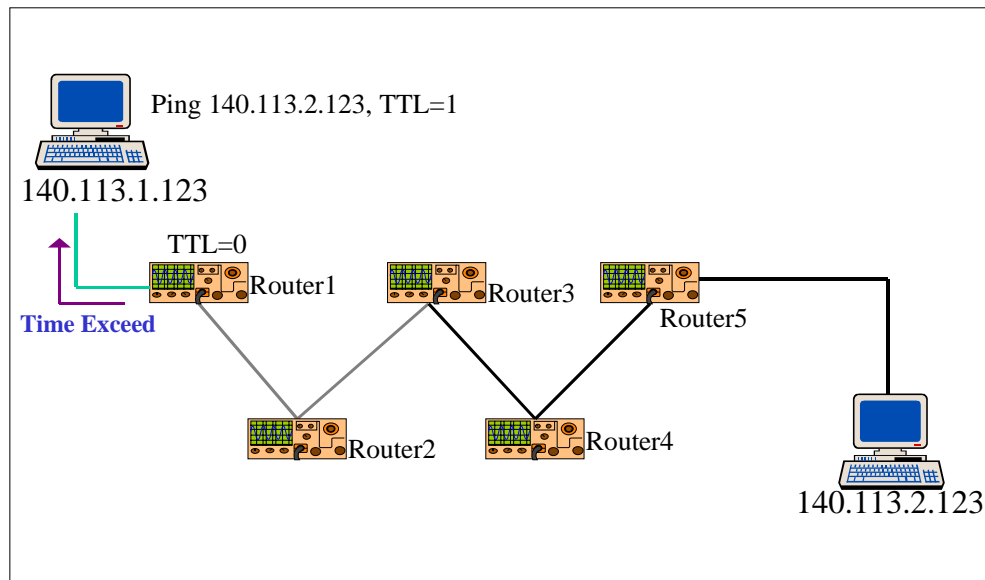 Ping 140.113.2.123, TTL=1
140.113.1.123
TTL=0
Router1
Router3
Router5
Time Exceed
Router2
Router4
140.113.2.123